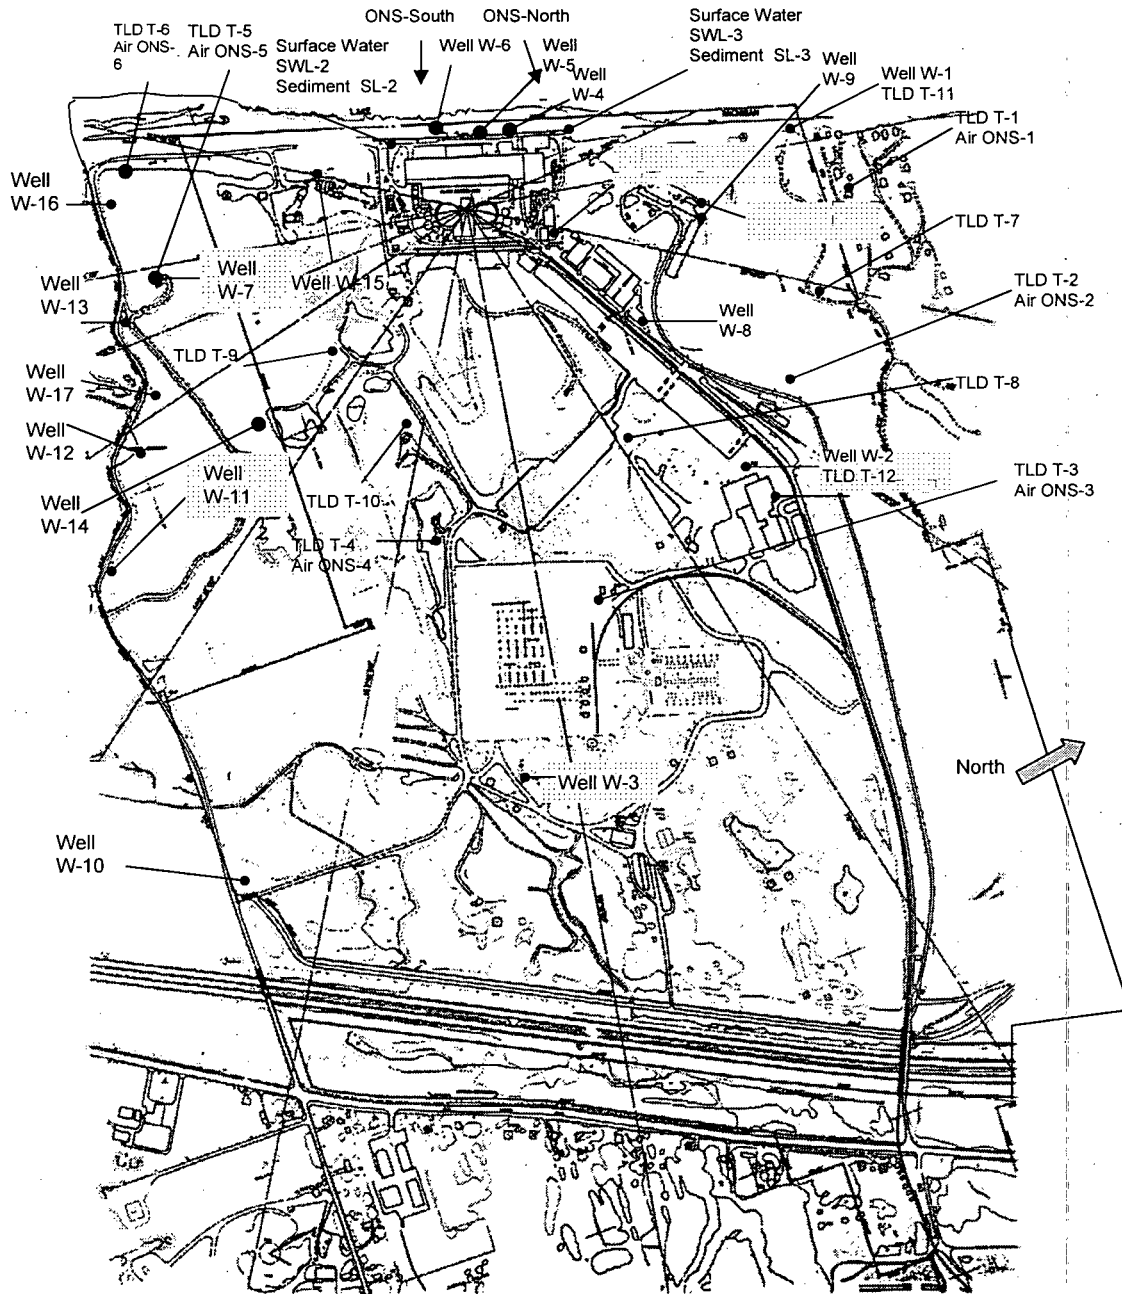 ONS-South
ONS-North
TLD T-6
Air ONS-
6
TLD T-5
Air ONS-5
Surface Water
SWL-2
Sediment SL-2
Well W-6
Well
W-5
Well
W-4
Surface Water
SWL-3
Sediment SL-3
Well
W-9
Well W-1
TLD T-11
TLD T-1
Air ONS-1
LAKE
MICHIGAN
Well
W-16
TLD T-7
Well
W-13
Well
W-7
Well W-15
TLD T-2
Air ONS-2
Well
W-8
TLD T-9
Well
W-17
TLD T-8
Well
W-12
Well
W-11
Well W-2
TLD T-12
TLD T-3
Air ONS-3
Well
W-14
TLD T-10
2
TLD T-4
Air ONS-4
North
Well W-3
Well
W-10